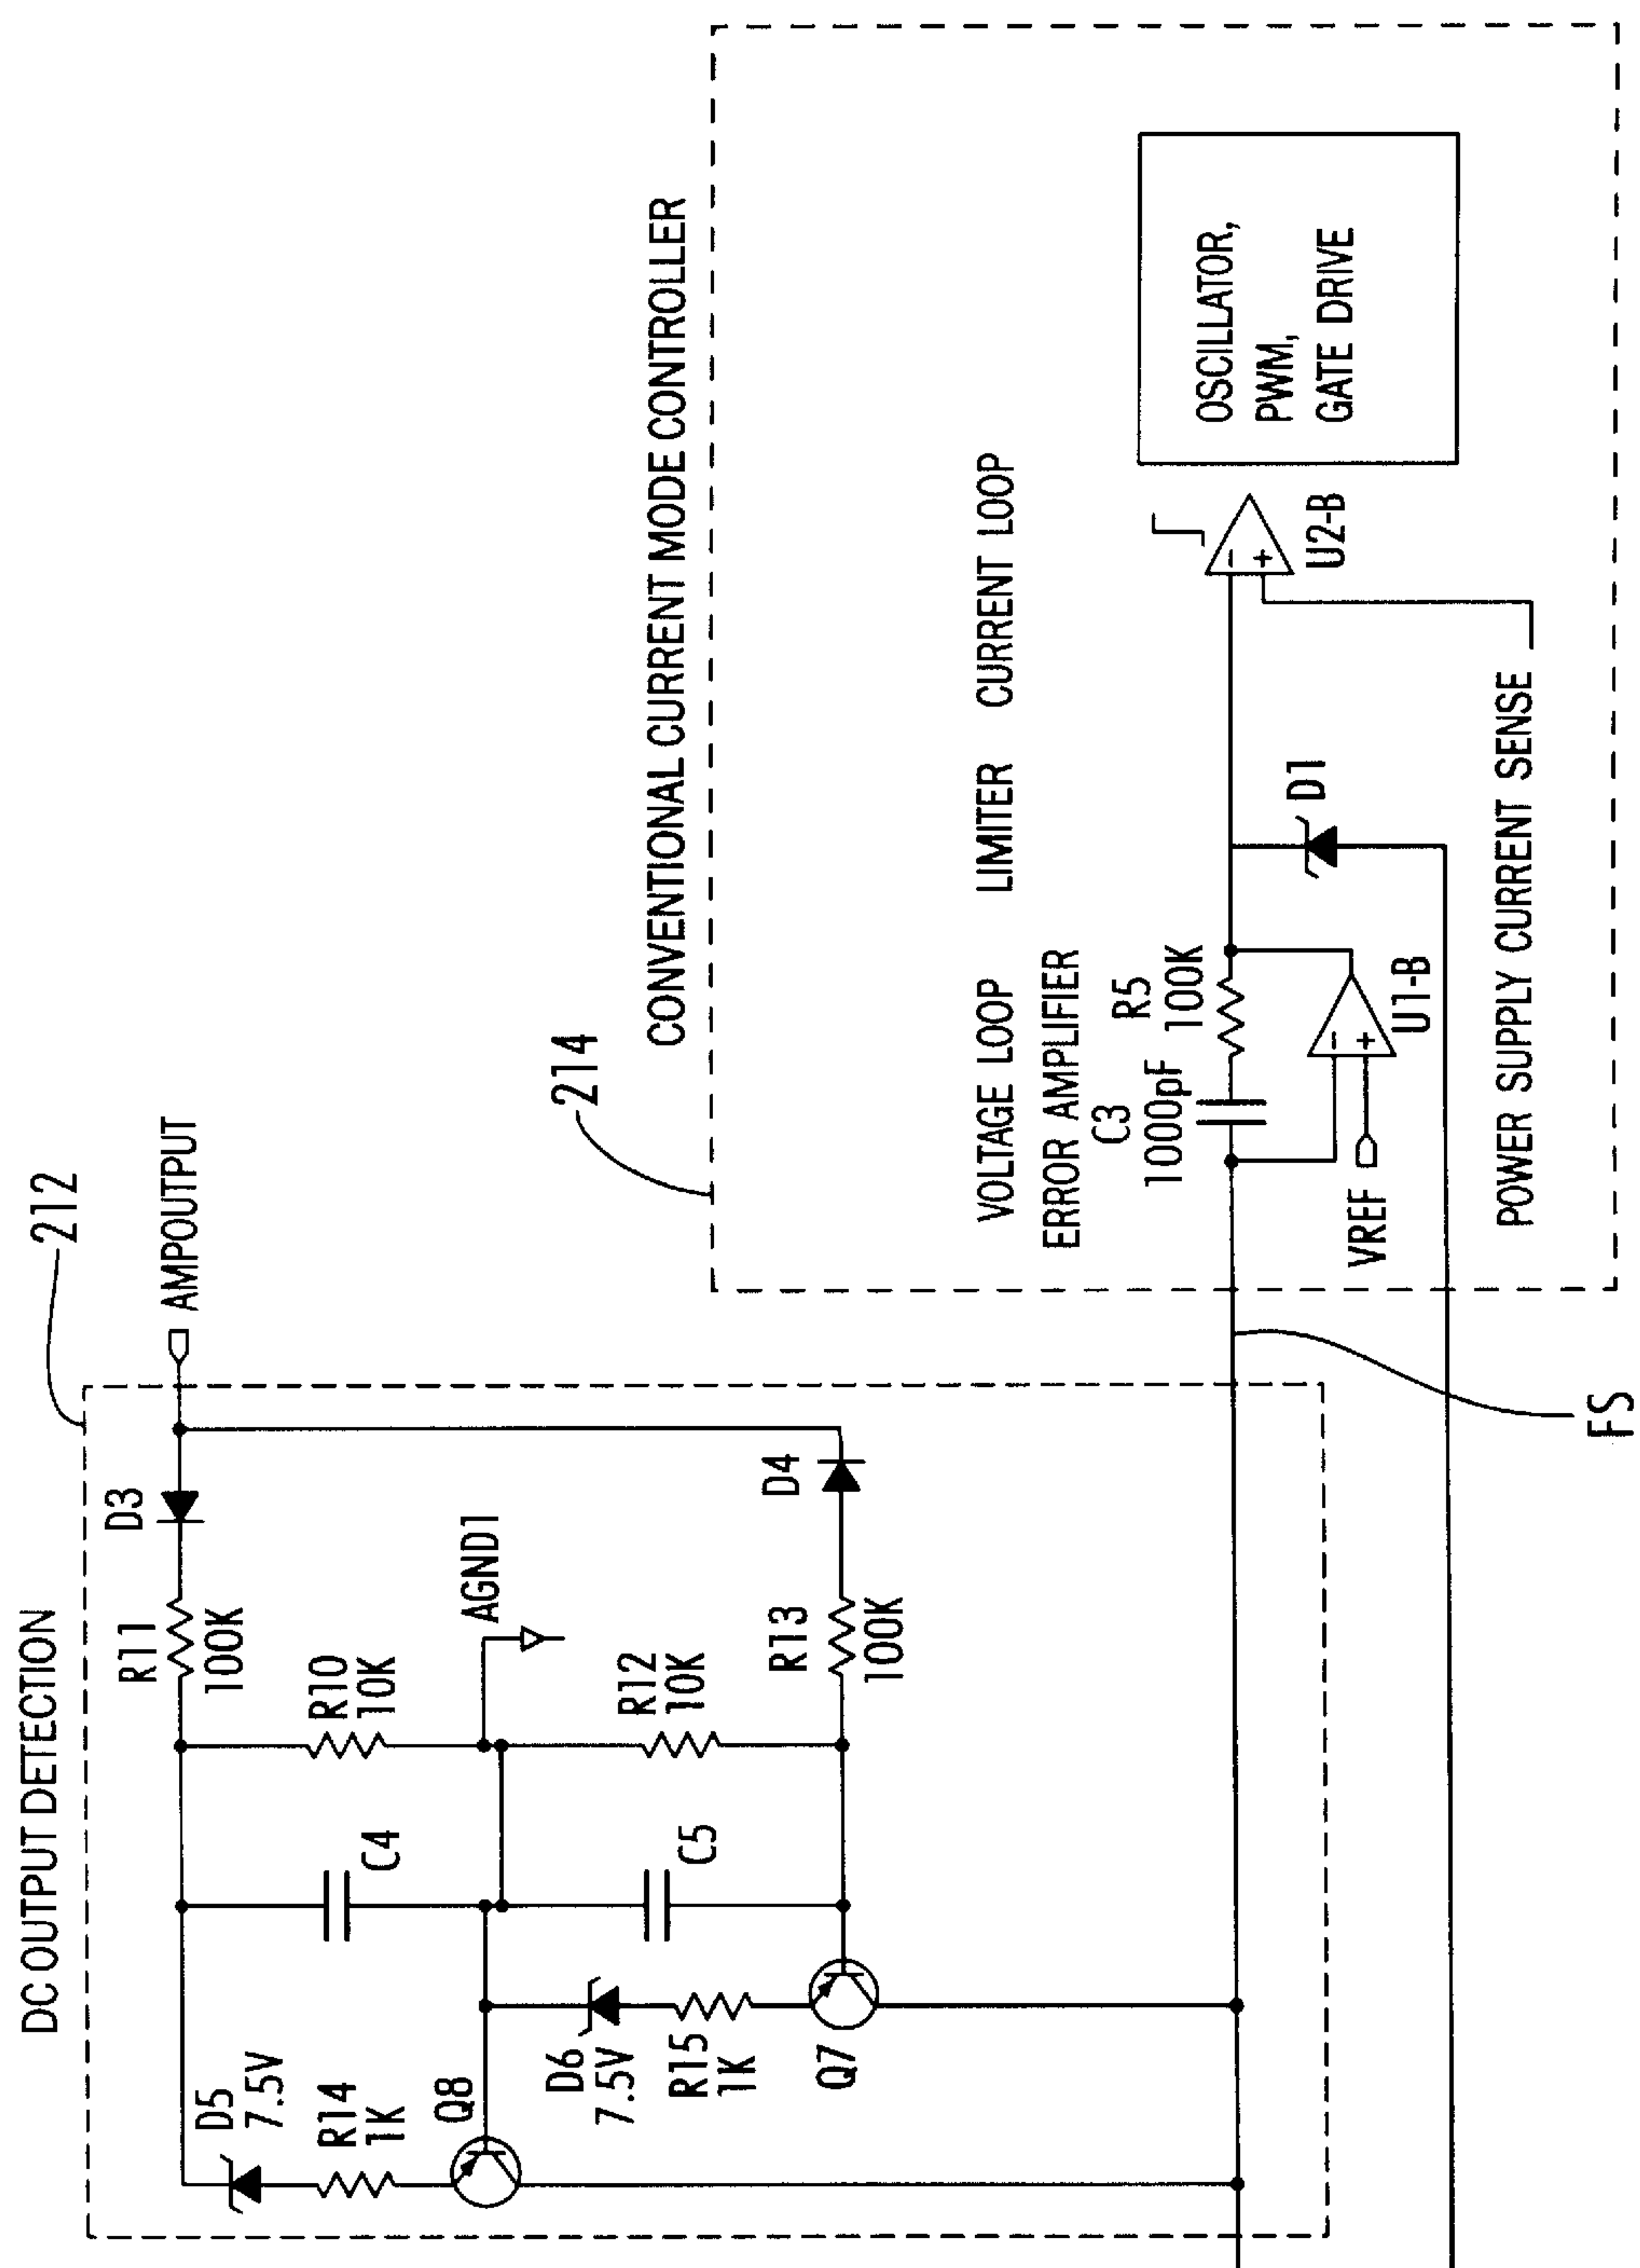 DC OUTPUT DETECTION
212
AMPOUTPUT
D3
R11
100K
R10
10K
AGND1
R12
10K
R13
100K
D4
C4
C5
D5
7.5V
R14
1K
Q8
D6
7.5V
R15
1K
Q7
FS
214
CONVENTIONAL CURRENT MODE CONTROLLER
VOLTAGE LOOP
ERROR AMPLIFIER
LIMITER
CURRENT LOOP
C3
1000pF
R5
100K
−
+
U1-B
VREF
D1
−
+
U2-B
OSCILLATOR,
PWM,
GATE DRIVE
POWER SUPPLY CURRENT SENSE